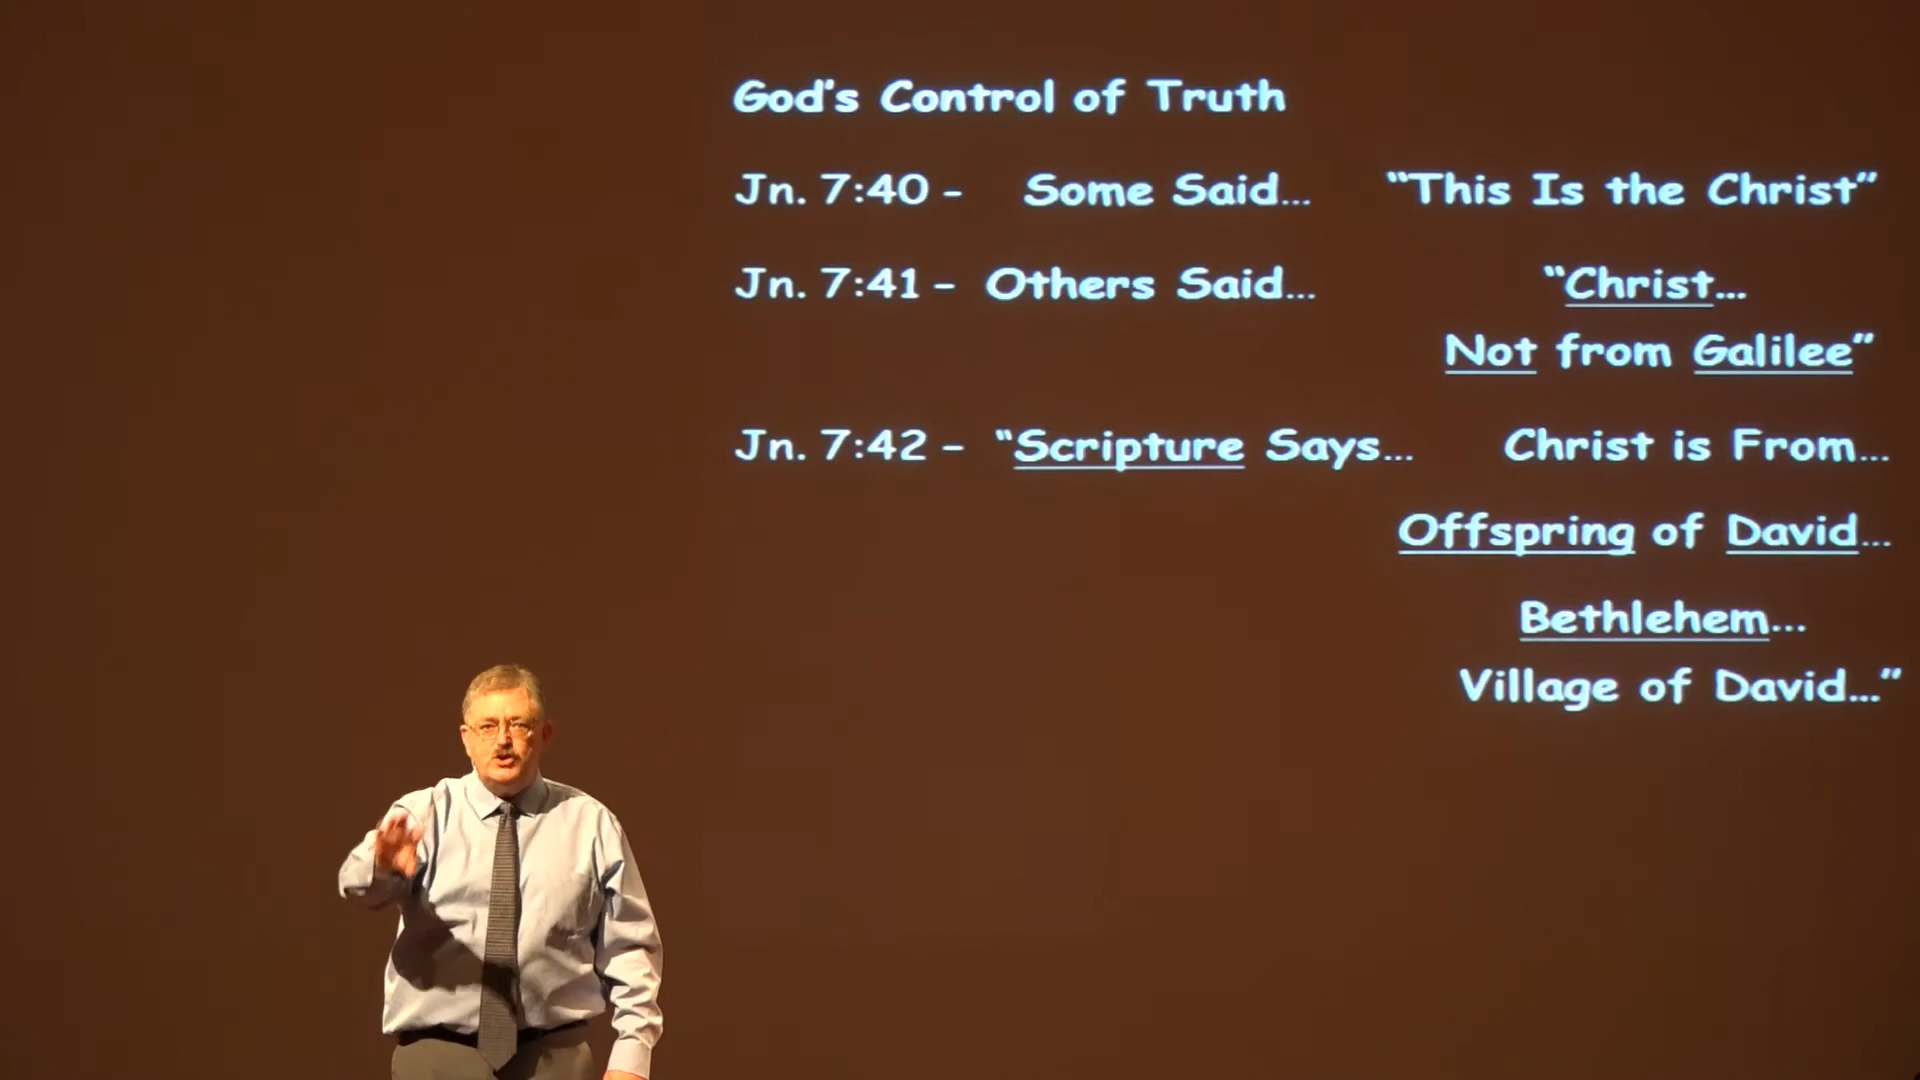 God's Control of Truth
Jn. 7:40 - Some Said... “This Is the Christ”
Jn. 7:41 - Others Said... “Christ...
Not from Galilee”
Jn. 7:42 - “Scripture Says... Christ is From...
Offspring of David...
Bethlehem...
Village of David...”